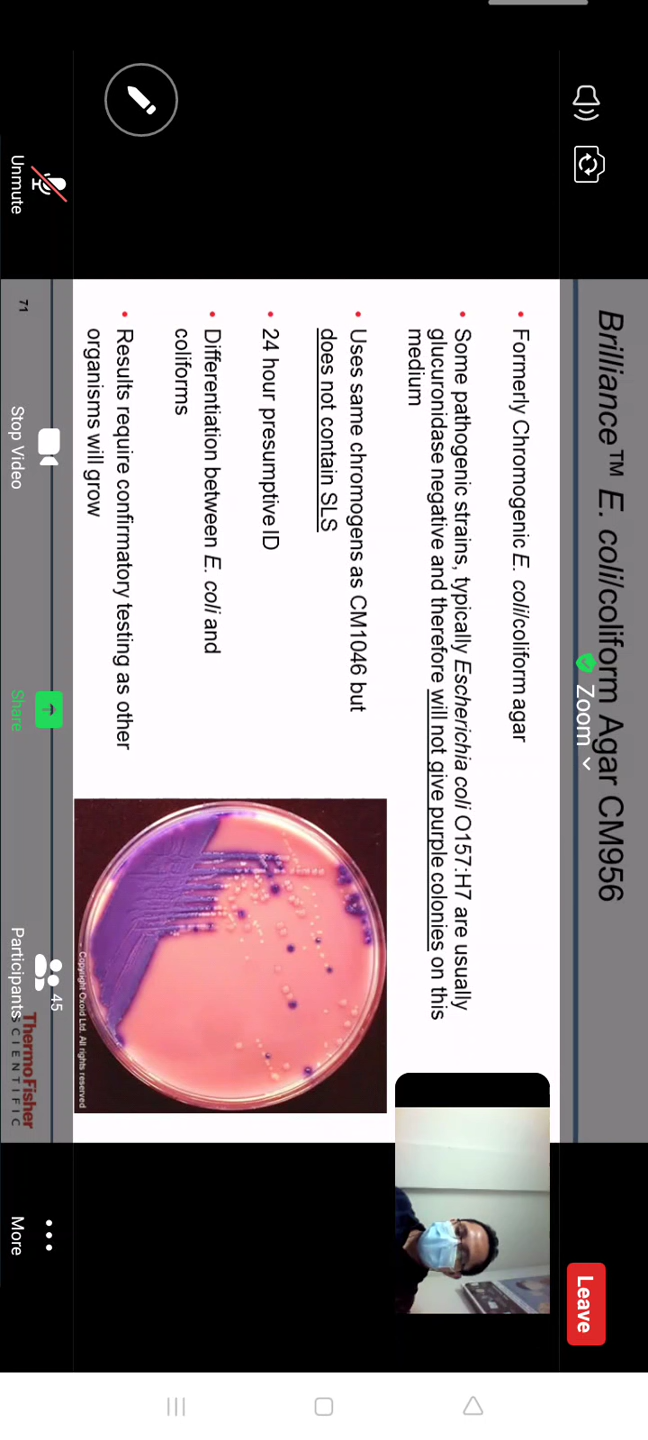 Brilliance™ E. coli/coliform Agar CM956
Zoom
Leave
• Formerly Chromogenic E. coli/coliform agar
• Some pathogenic strains, typically Escherichia coli O157:H7 are usually
glucuronidase negative and therefore will not give purple colonies on this
medium
• Uses same chromogens as CM1046 but
does not contain SLS
• 24 hour presumptive ID
• Differentiation between E. coli and
coliforms
• Results require confirmatory testing as other
organisms will grow
Copyright Oxoid Ltd. All rights reserved
71
ThermoFisher
SCIENTIFIC
Unmute
Stop Video
Share
45
Participants
More